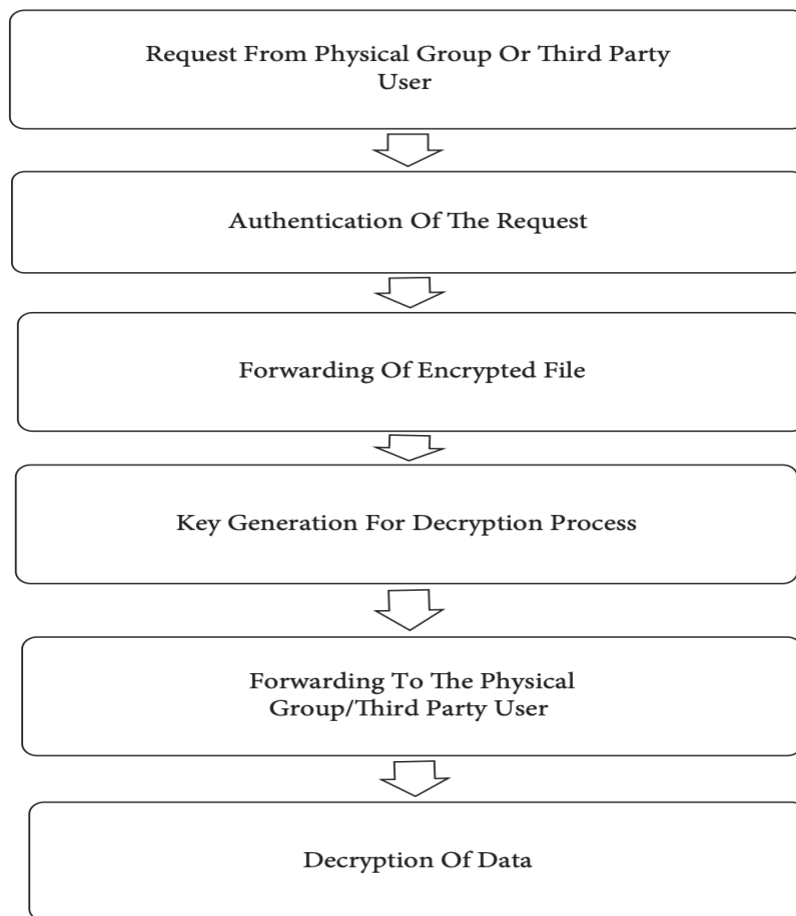 Request From Physical Group Or Third Party
User
Authentication Of The Request
Forwarding Of Encrypted File
Key Generation For Decryption Process
Forwarding To The Physical
Group/Third Party User
Decryption Of Data